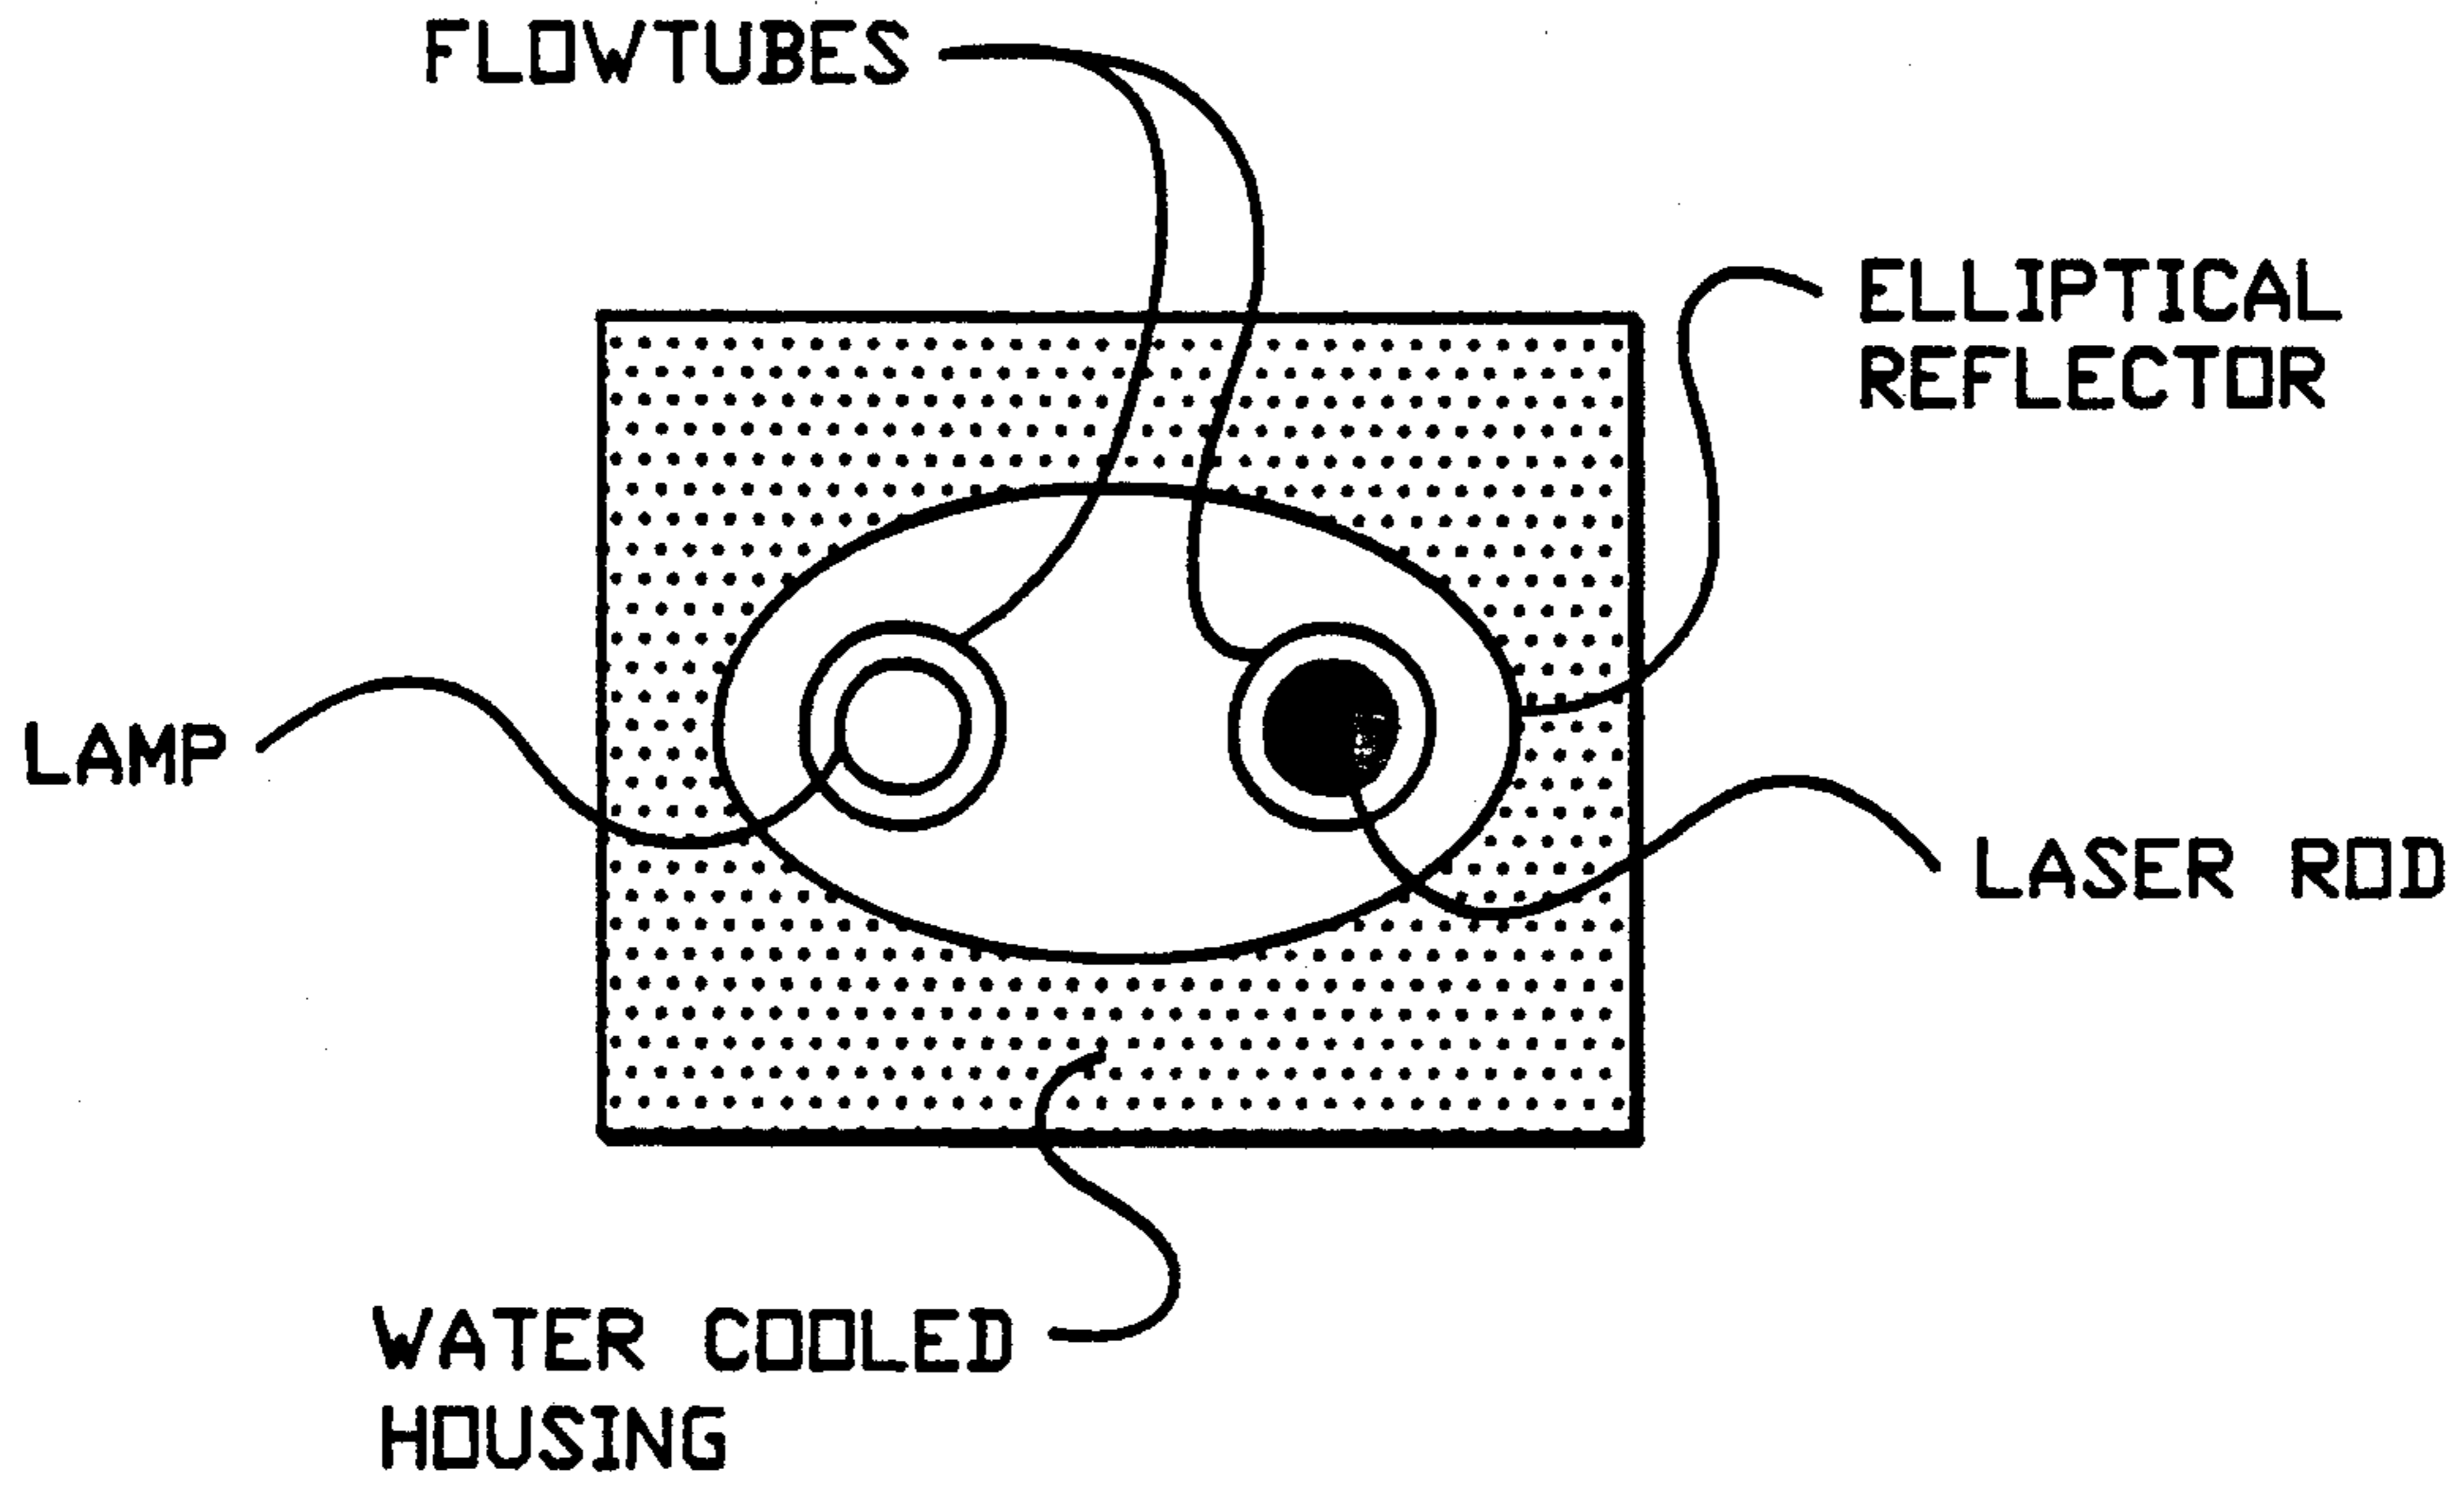 FLOWTUBES
ELLIPTICAL
REFLECTOR
LAMP
LASER ROD
WATER COOLED
HOUSING